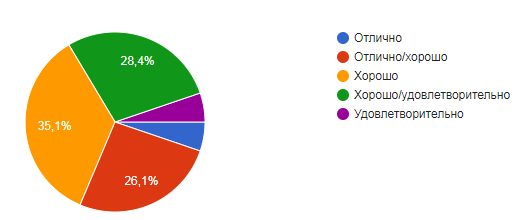 28,4%
35,1%
26,1%
Отлично
Отлично/хорошо
Хорошо
Хорошо/удовлетворительно
Удовлетворительно